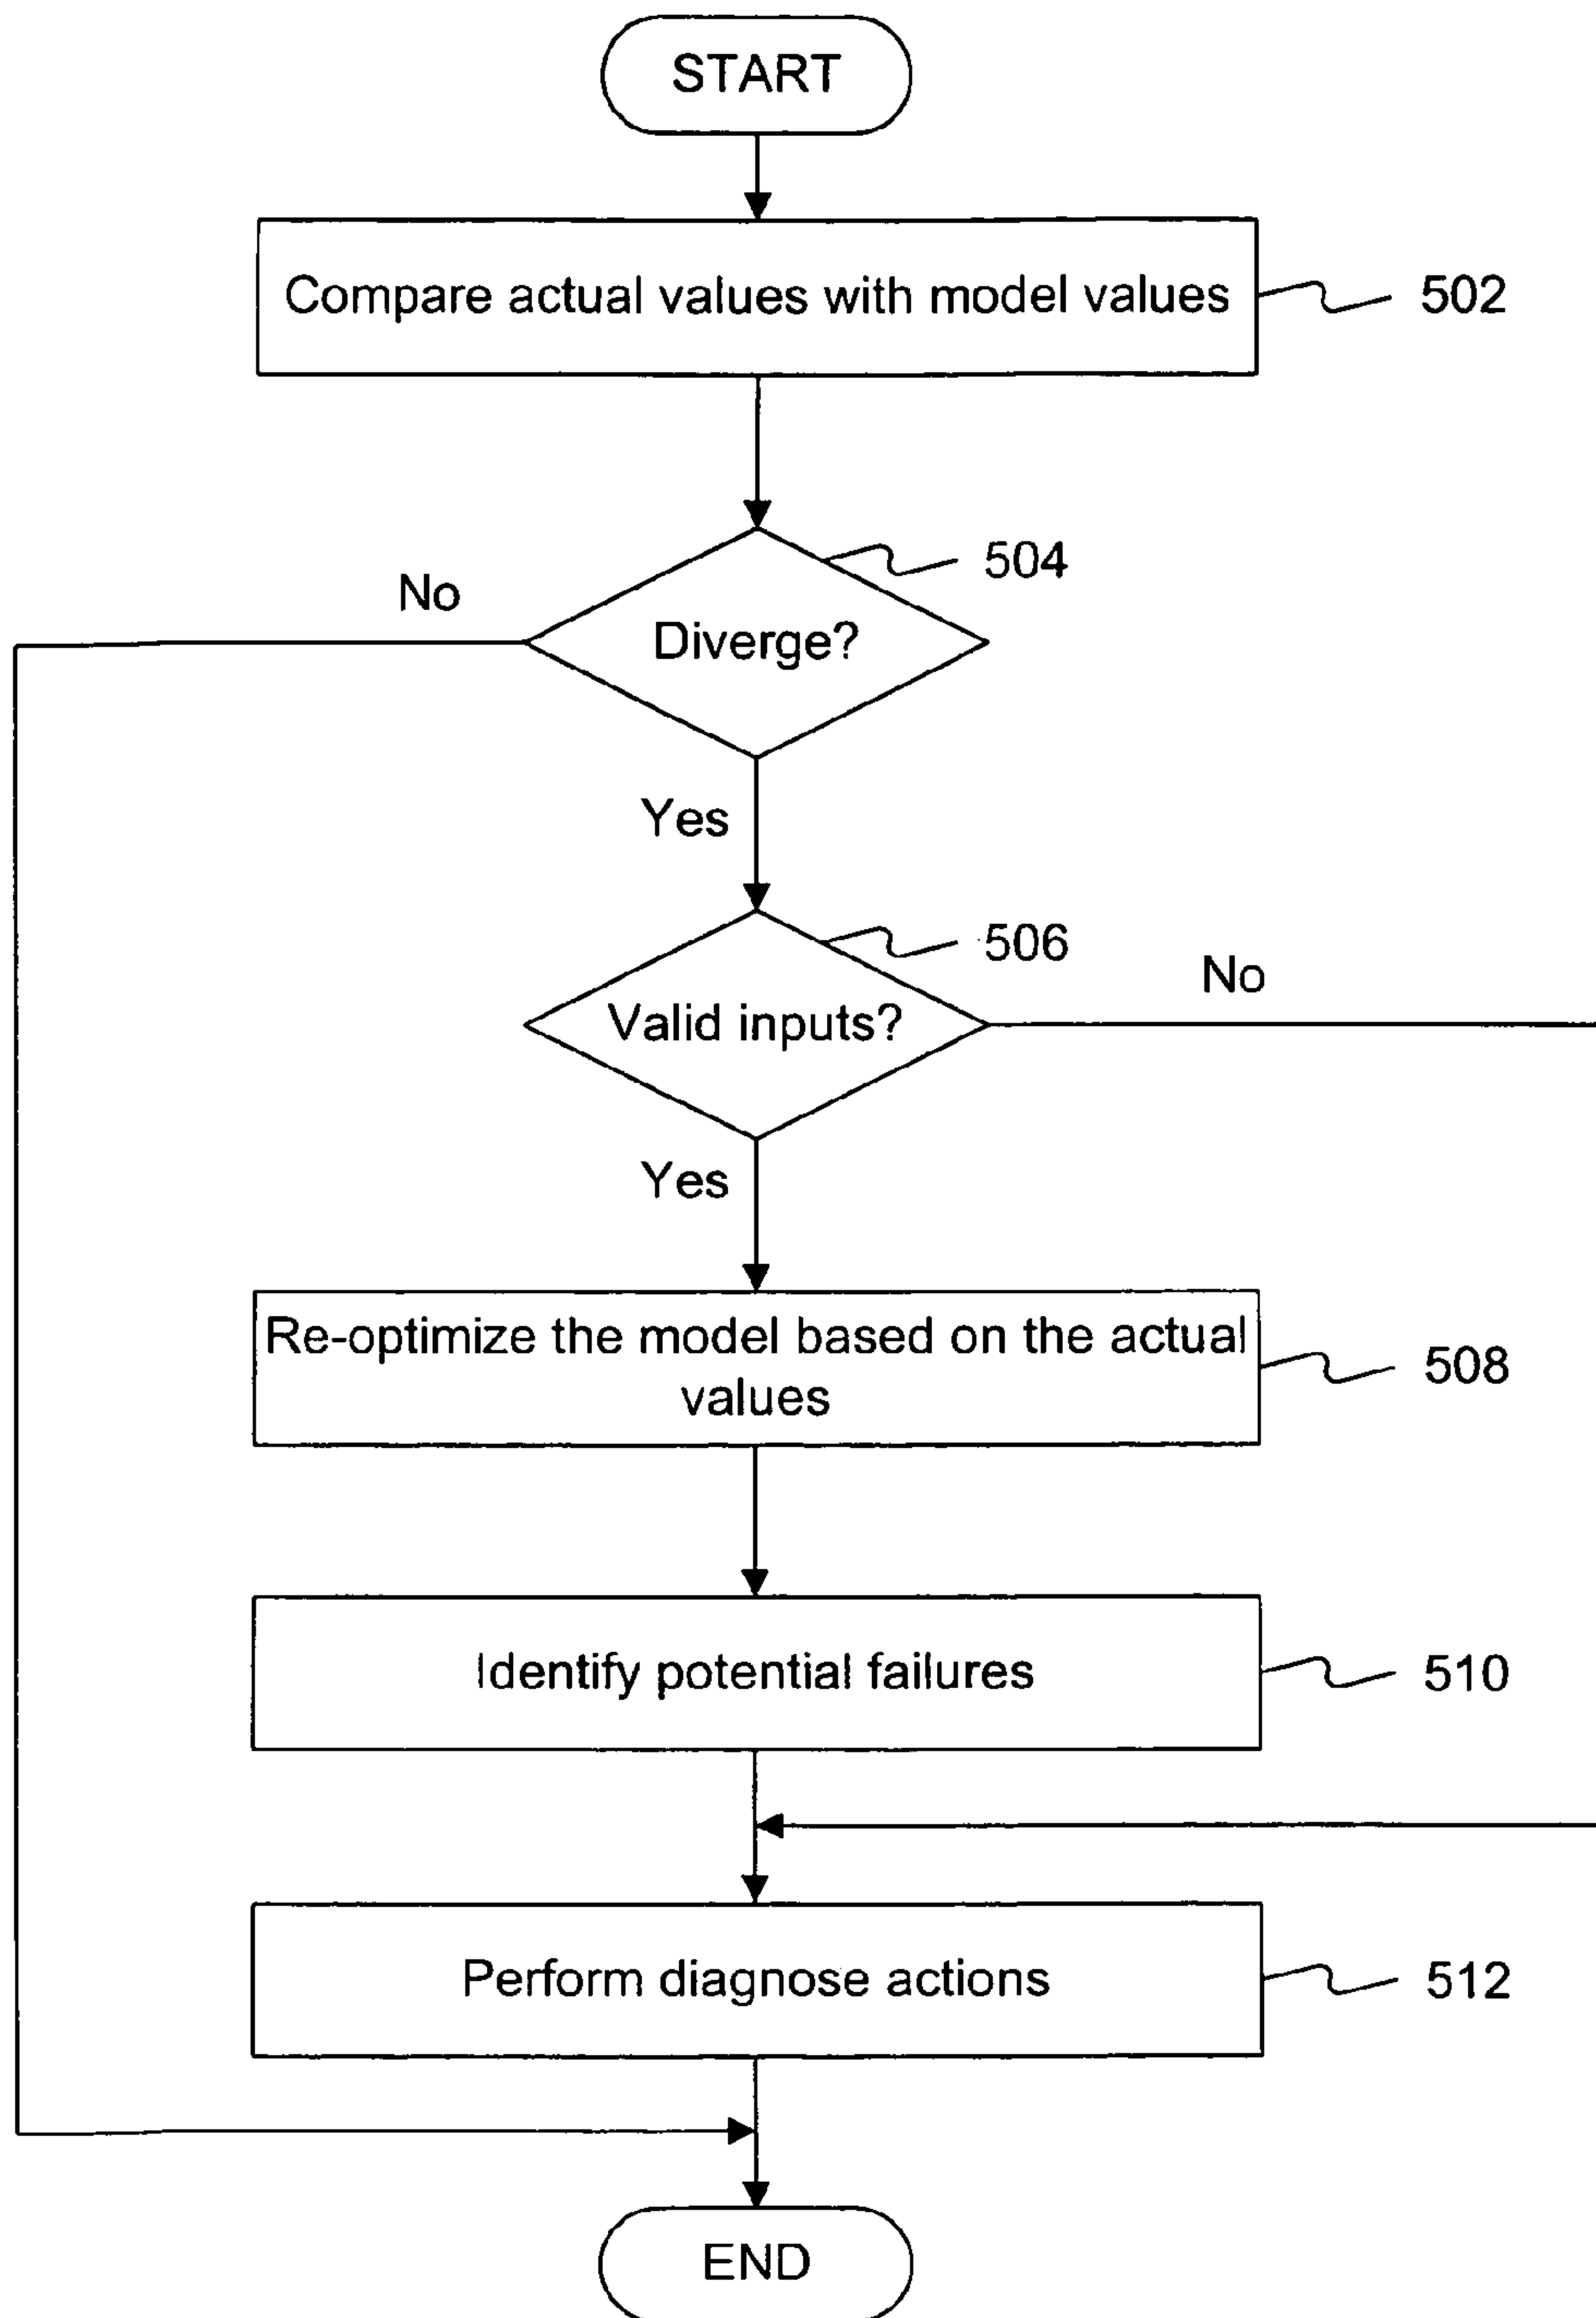 START
Compare actual values with model values
502
504
No
Diverge?
Yes
506
No
Valid inputs?
Yes
Re-optimize the model based on the actual
values
508
Identify potential failures
510
Perform diagnose actions
512
END